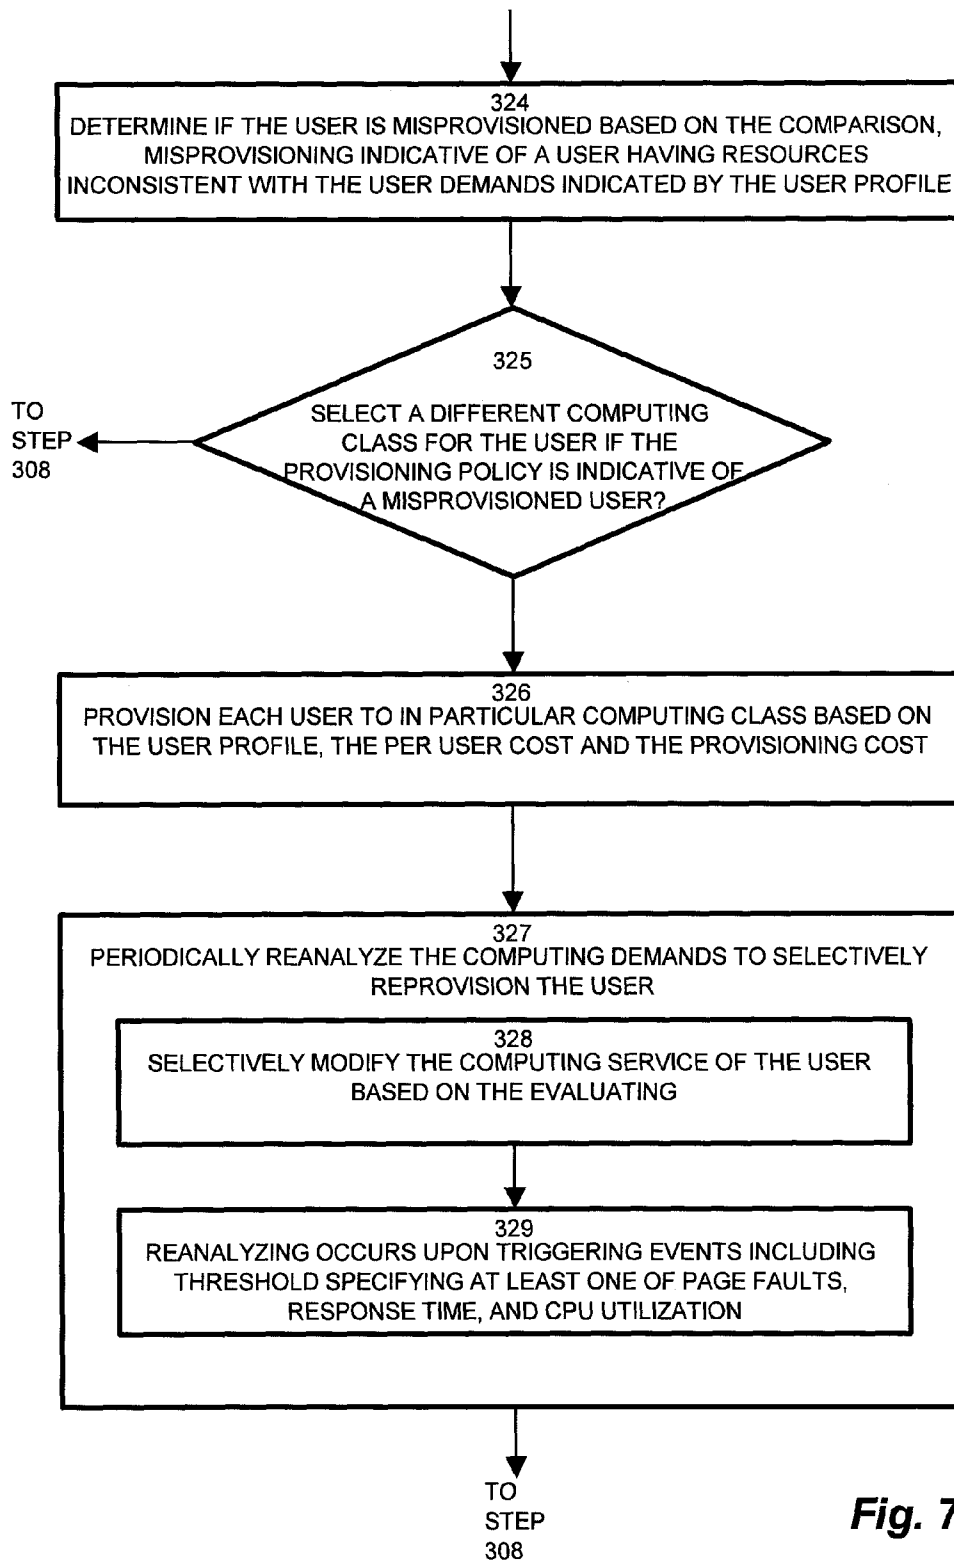 324
DETERMINE IF THE USER IS MISPROVISIONED BASED ON THE COMPARISON,
MISPROVISIONING INDICATIVE OF A USER HAVING RESOURCES
INCONSISTENT WITH THE USER DEMANDS INDICATED BY THE USER PROFILE
325
SELECT A DIFFERENT COMPUTING
CLASS FOR THE USER IF THE
PROVISIONING POLICY IS INDICATIVE OF
A MISPROVISIONED USER?
TO
STEP
308
326
PROVISION EACH USER TO IN PARTICULAR COMPUTING CLASS BASED ON
THE USER PROFILE, THE PER USER COST AND THE PROVISIONING COST
327
PERIODICALLY REANALYZE THE COMPUTING DEMANDS TO SELECTIVELY
REPROVISION THE USER
328
SELECTIVELY MODIFY THE COMPUTING SERVICE OF THE USER
BASED ON THE EVALUATING
329
REANALYZING OCCURS UPON TRIGGERING EVENTS INCLUDING
THRESHOLD SPECIFYING AT LEAST ONE OF PAGE FAULTS,
RESPONSE TIME, AND CPU UTILIZATION
TO
STEP
308
Fig. 7